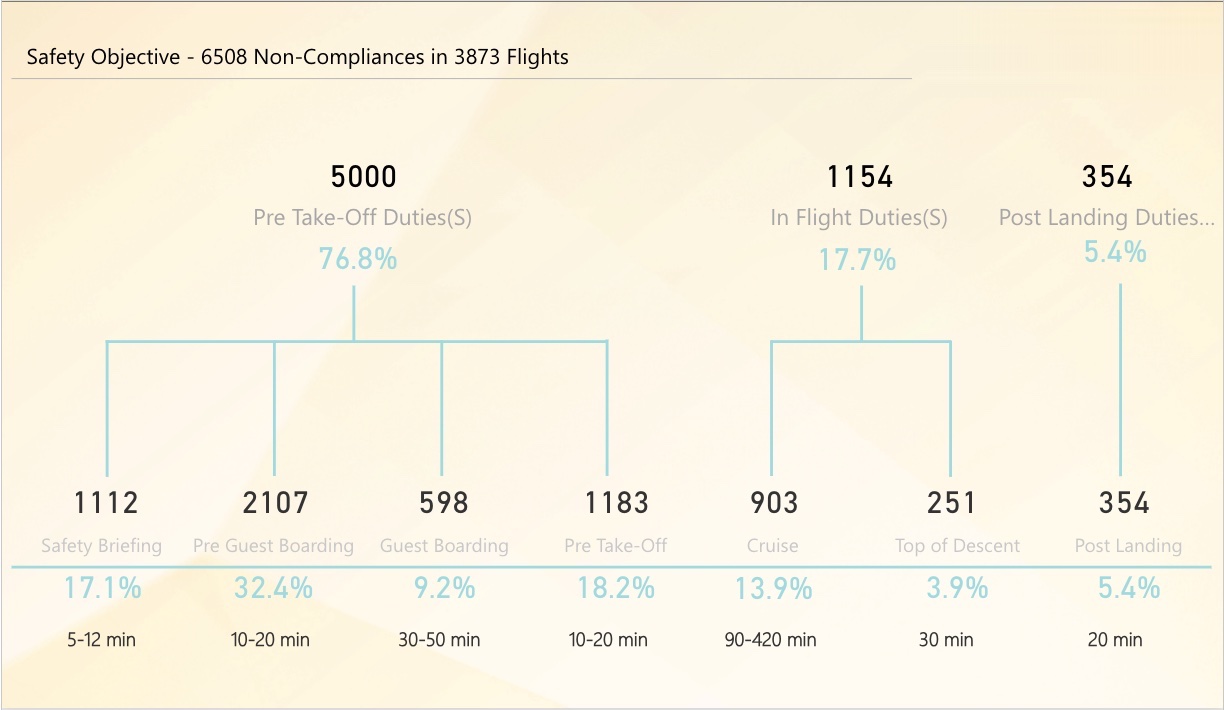 Safety Objective - 6508 Non-Compliances in 3873 Flights
5000 1154 354
Pre Take-Off Duties(S) In Flight Duties(S) Post Landing Duties...
76.8% 17.7% 5.4%
1112 2107 598 1183 903 251 354
Safety Briefing Pre Guest Boarding Guest Boarding Pre Take-Off Cruise Top of Descent Post Landing
17.1% 32.4% 9.2% 18.2% 13.9% 3.9% 5.4%
5-12 min 10-20 min 30-50 min 10-20 min 90-420 min 30 min 20 min